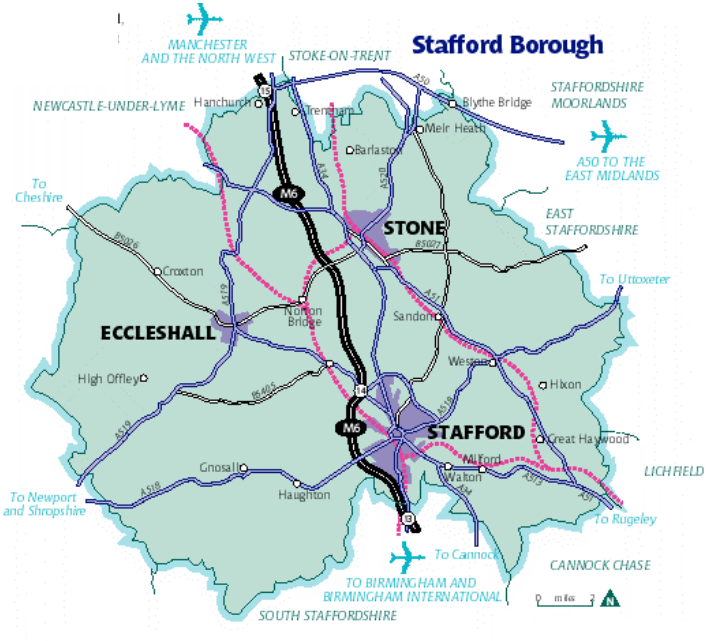 Stafford Borough
MANCHESTER
AND THE NORTH WEST
STOKE-ON-TRENT
A50
15
STAFFORDSHIRE
MOORLANDS
NEWCASTLE-UNDER-LYME
Hanchurch
Trentham
Blythe Bridge
Meir Heath
A50 TO THE
EAST MIDLANDS
Barlaston
A34
A520
To
Cheshire
M6
EAST
STAFFORDSHIRE
STONE
B5026
B5027
Croxton
To Uttoxeter
A519
A51
Norton
Bridge
Sandon
ECCLESHALL
Weston
High Offley
14
Hixon
B5405
A518
A519
M6
STAFFORD
Great Haywood
Gnosall
Milford
LICHFIELD
Walton
A518
Haughton
A34
A513
A51
To Newport
and Shropshire
13
To Rugeley
To Cannock
CANNOCK CHASE
TO BIRMINGHAM AND
BIRMINGHAM INTERNATIONAL
0 miles 2
N
SOUTH STAFFORDSHIRE